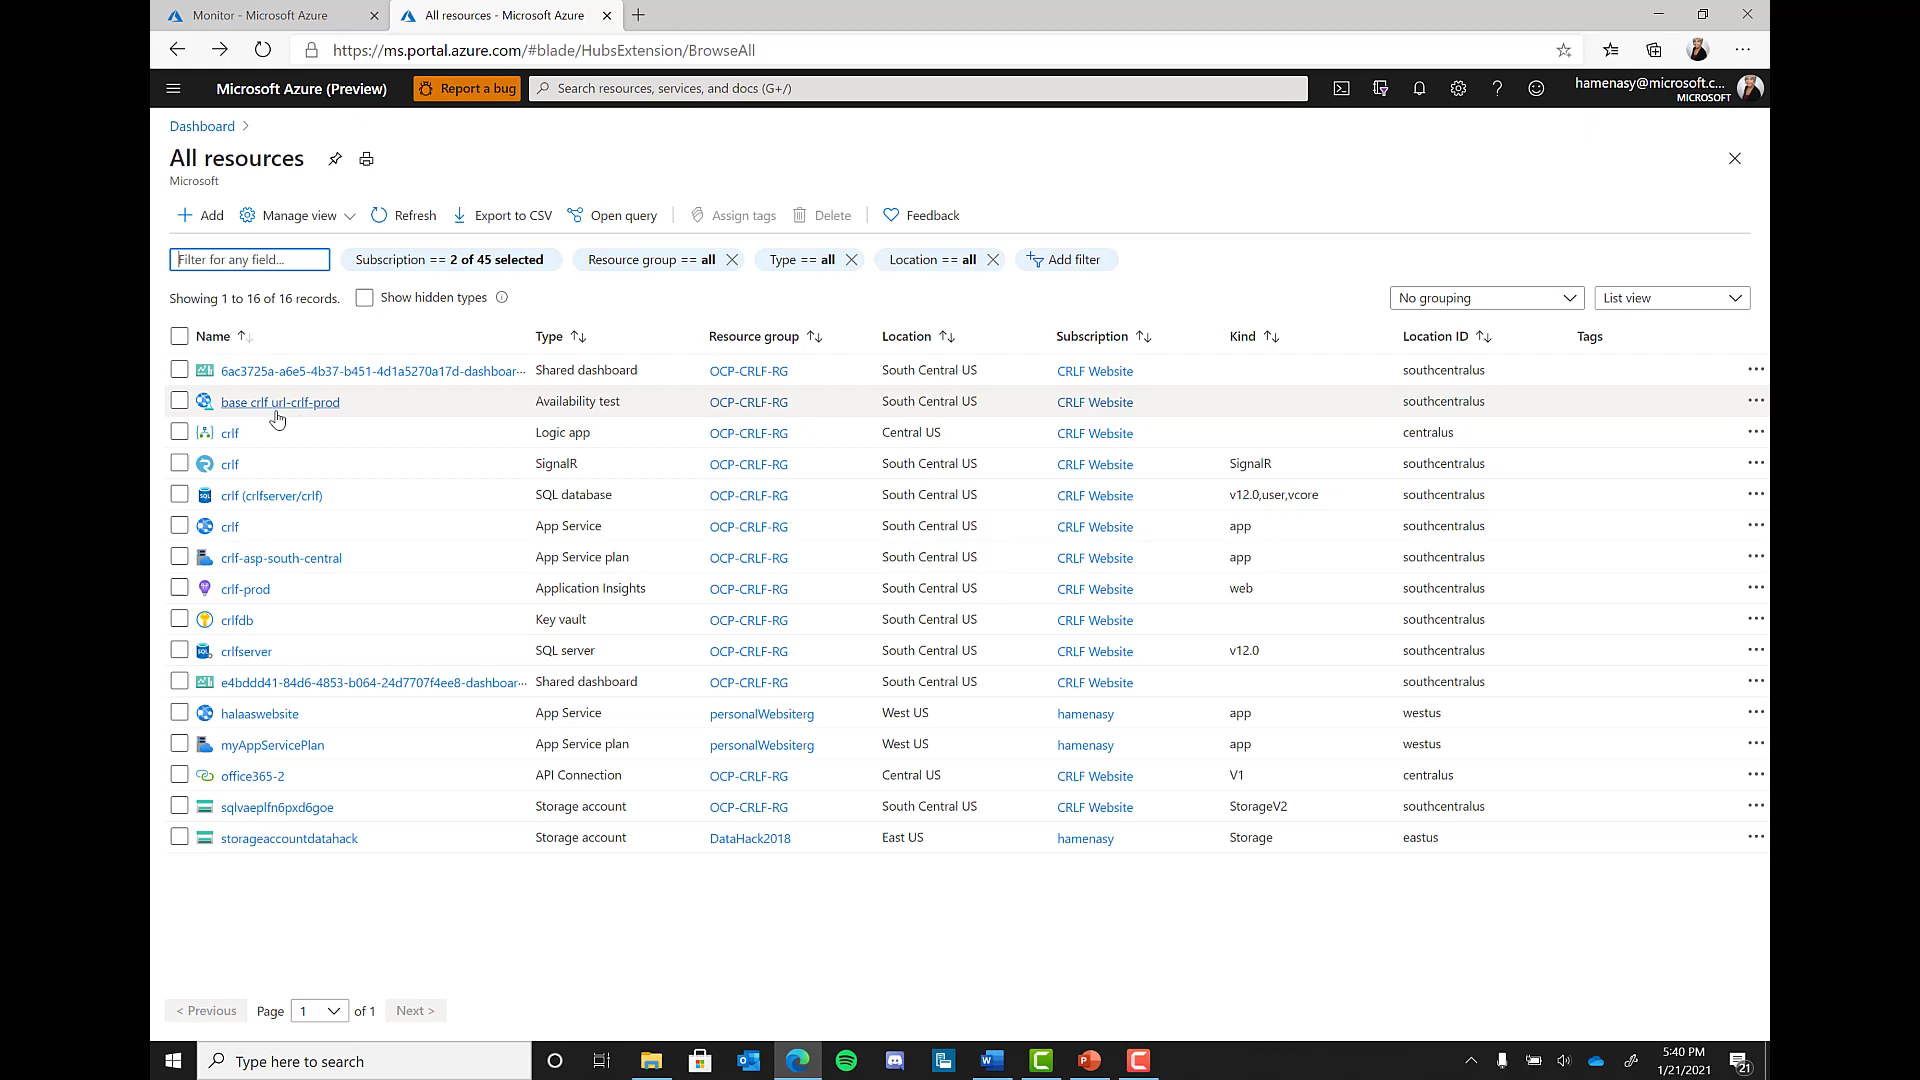 Monitor - Microsoft Azure
All resources - Microsoft Azure
https://ms.portal.azure.com/#blade/HubsExtension/BrowseAll
Microsoft Azure (Preview)
Report a bug
Search resources, services, and docs (G+/)
hamenasy@microsoft.c...
MICROSOFT
Dashboard
All resources
Microsoft
Add Manage view Refresh Export to CSV Open query Assign tags Delete Feedback
Filter for any field... Subscription == 2 of 45 selected Resource group == all Type == all Location == all Add filter
Showing 1 to 16 of 16 records. Show hidden types No grouping List view
Name Type Resource group Location Subscription Kind Location ID Tags
6ac3725a-a6e5-4b37-b451-4d1a5270a17d-dashboar... Shared dashboard OCP-CRLF-RG South Central US CRLF Website southcentralus
base crlf url-crlf-prod Availability test OCP-CRLF-RG South Central US CRLF Website southcentralus
crlf Logic app OCP-CRLF-RG Central US CRLF Website centralus
crlf SignalR OCP-CRLF-RG South Central US CRLF Website SignalR southcentralus
crlf (crlfserver/crlf) SQL database OCP-CRLF-RG South Central US CRLF Website v12.0,user,vcore southcentralus
crlf App Service OCP-CRLF-RG South Central US CRLF Website app southcentralus
crlf-asp-south-central App Service plan OCP-CRLF-RG South Central US CRLF Website app southcentralus
crlf-prod Application Insights OCP-CRLF-RG South Central US CRLF Website web southcentralus
crlfdb Key vault OCP-CRLF-RG South Central US CRLF Website southcentralus
crlfserver SQL server OCP-CRLF-RG South Central US CRLF Website v12.0 southcentralus
e4bddd41-84d6-4853-b064-24d7707f4ee8-dashboar... Shared dashboard OCP-CRLF-RG South Central US CRLF Website southcentralus
halaaswebsite App Service personalWebsiterg West US hamenasy app westus
myAppServicePlan App Service plan personalWebsiterg West US hamenasy app westus
office365-2 API Connection OCP-CRLF-RG Central US CRLF Website V1 centralus
sqlvaeplfn6pxd6goe Storage account OCP-CRLF-RG South Central US CRLF Website StorageV2 southcentralus
storageaccountdatahack Storage account DataHack2018 East US hamenasy Storage eastus
< Previous Page 1 of 1 Next >
Type here to search
5:40 PM
1/21/2021
21